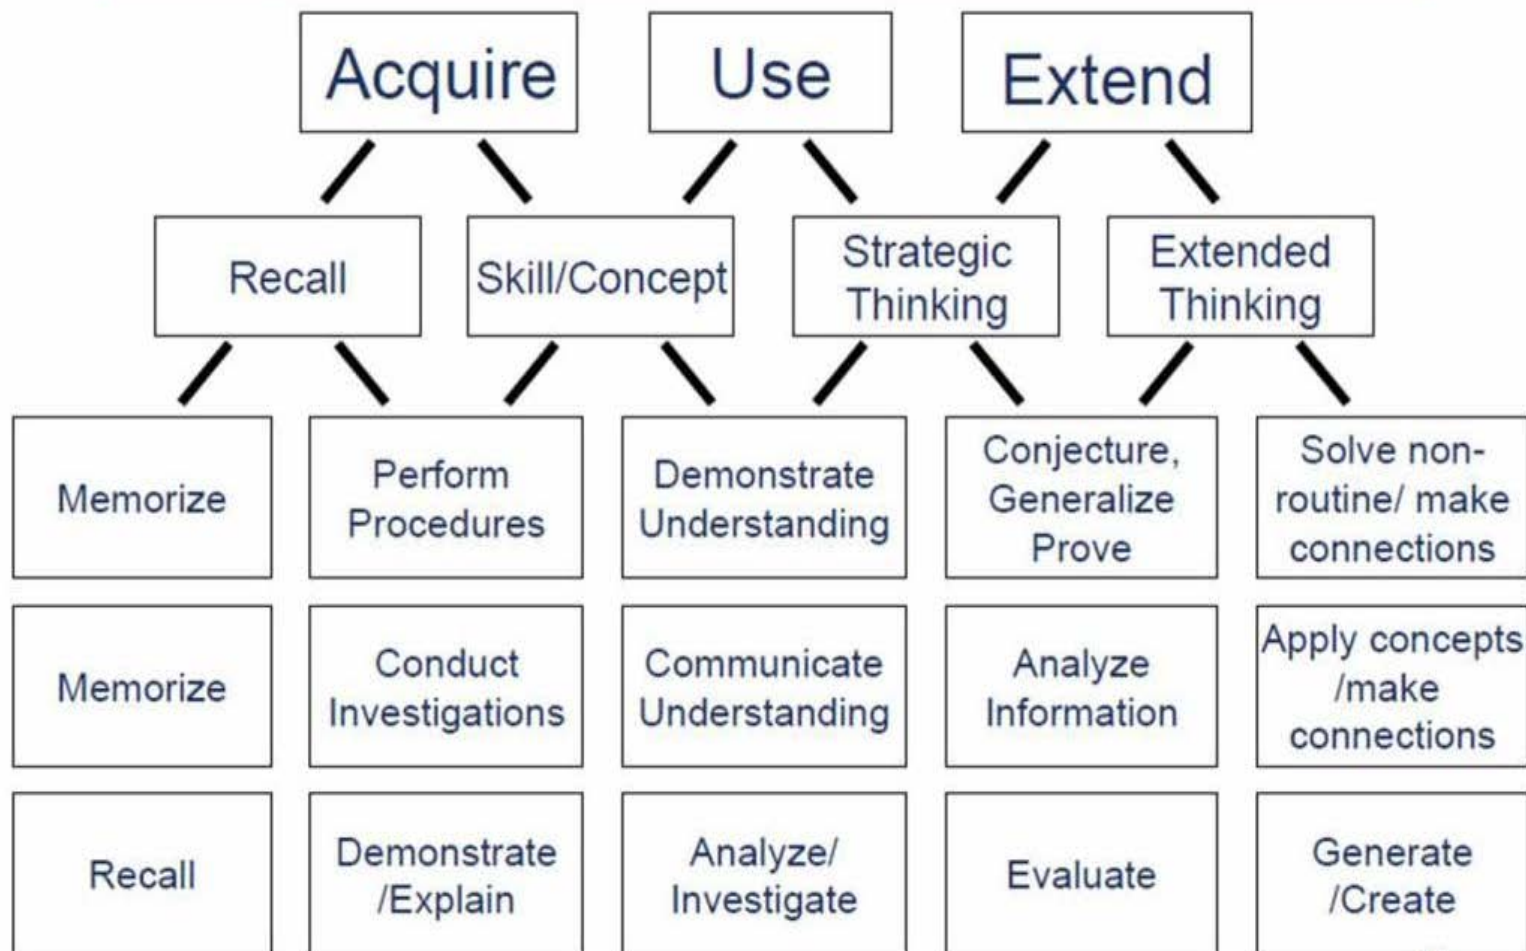 Acquire
Use
Extend
Recall
Skill/Concept
Strategic
Thinking
Extended
Thinking
Memorize
Perform
Procedures
Demonstrate
Understanding
Conjecture,
Generalize
Prove
Solve non-
routine/ make
connections
Memorize
Conduct
Investigations
Communicate
Understanding
Analyze
Information
Apply concepts
/make
connections
Recall
Demonstrate
/Explain
Analyze/
Investigate
Evaluate
Generate
/Create